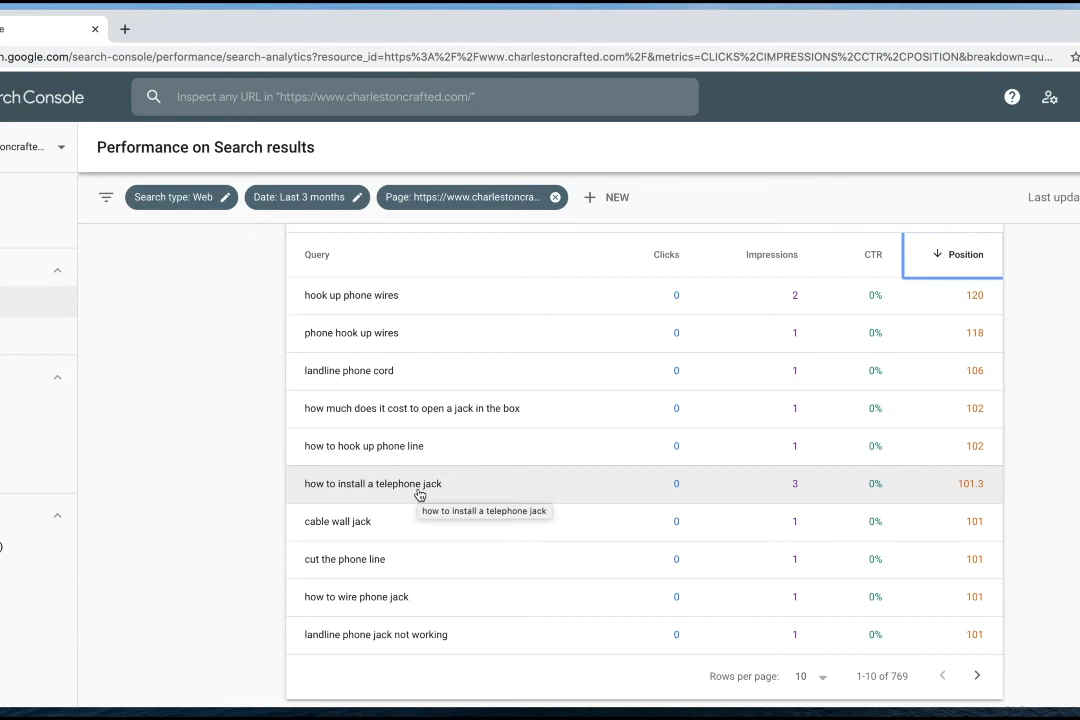 e
n.google.com/search-console/performance/search-analytics?resource_id=https%3A%2F%2Fwww.charlestoncrafted.com%2F&metrics=CLICKS%2CIMPRESSIONS%2CCTR%2CPOSITION&breakdown=qu...
rch Console
Inspect any URL in "https://www.charlestoncrafted.com/"
oncrafte...
Performance on Search results
Search type: Web
Date: Last 3 months
Page: https://www.charlestoncra...
NEW
Last upda
Query Clicks Impressions CTR Position
hook up phone wires 0 2 0% 120
phone hook up wires 0 1 0% 118
landline phone cord 0 1 0% 106
how much does it cost to open a jack in the box 0 1 0% 102
how to hook up phone line 0 1 0% 102
how to install a telephone jack 0 3 0% 101.3
how to install a telephone jack
cable wall jack 0 1 0% 101
cut the phone line 0 1 0% 101
)
how to wire phone jack 0 1 0% 101
landline phone jack not working 0 1 0% 101
Rows per page: 10 1-10 of 769